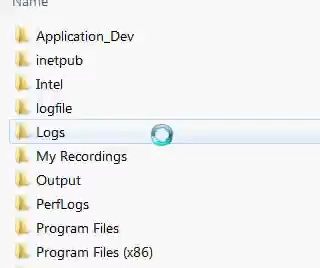 Name
Application_Dev
inetpub
Intel
logfile
Logs
My Recordings
Output
PerfLogs
Program Files
Program Files (x86)